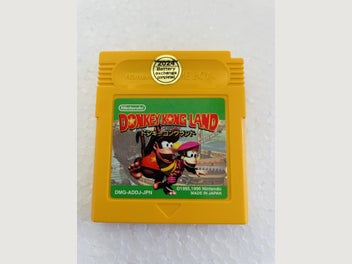 2024
Battery
exchange
completed
Nintendo
DONKEY KONG LAND
ドンキーコングランド
DMG-ADDJ-JPN
©1995,1996 Nintendo
MADE IN JAPAN